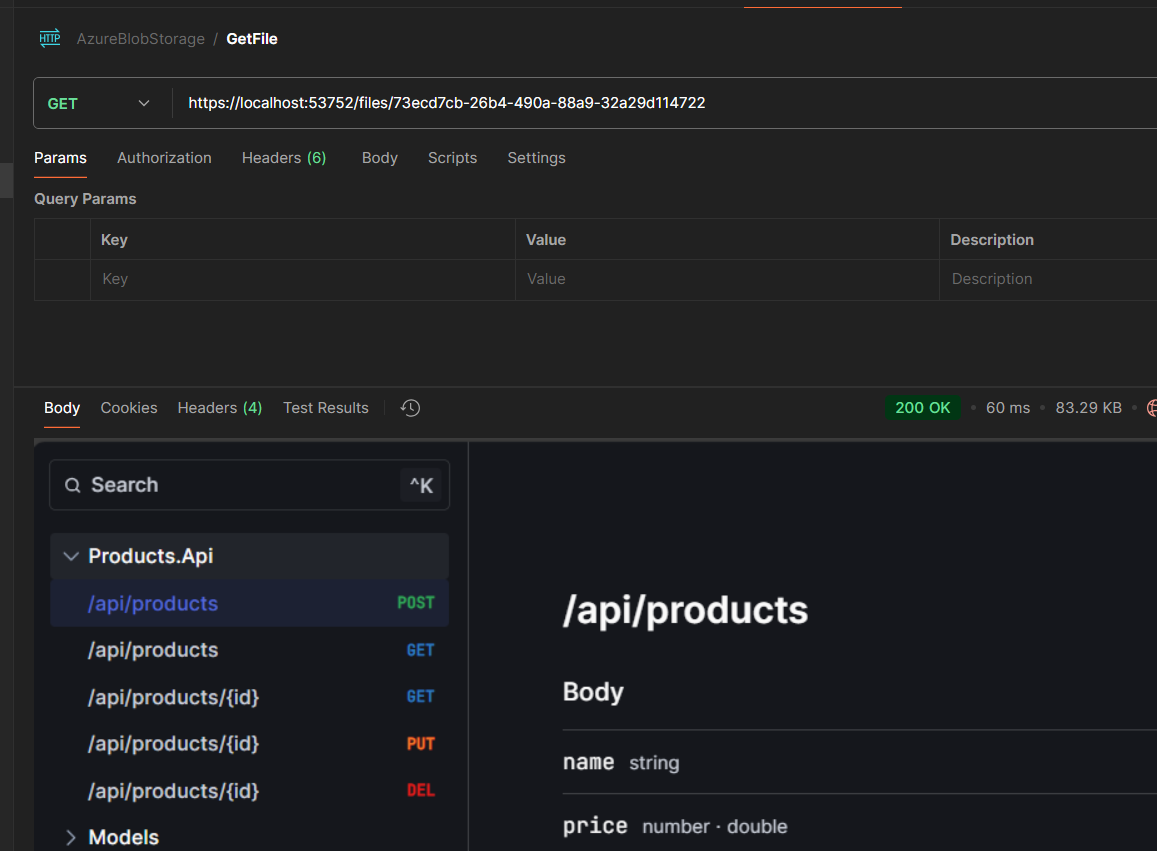 HTTP AzureBlobStorage / GetFile
GET https://localhost:53752/files/73ecd7cb-26b4-490a-88a9-32a29d114722
Params Authorization Headers (6) Body Scripts Settings
Query Params
Key Value Description
Key Value Description
Body Cookies Headers (4) Test Results 200 OK • 60 ms • 83.29 KB •
Search ^K
Products.Api
/api/products POST
/api/products GET
/api/products/{id} GET
/api/products/{id} PUT
/api/products/{id} DEL
Models
/api/products
Body
name string
price number · double